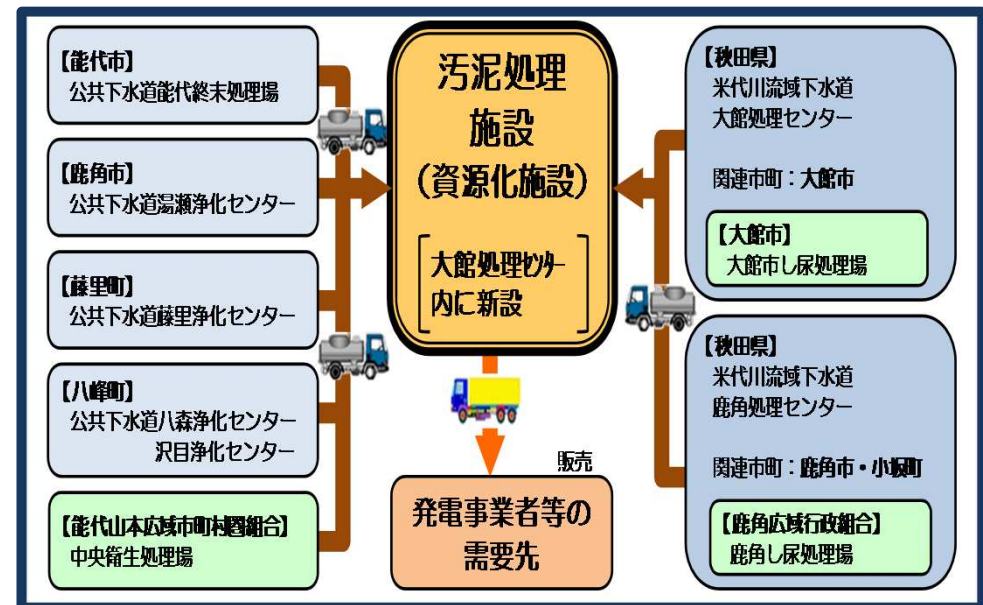 【能代市】
公共下水道能代終末処理場
【鹿角市】
公共下水道湯瀬浄化センター
【藤里町】
公共下水道藤里浄化センター
【八峰町】
公共下水道八森浄化センター
沢目浄化センター
【能代山本広域市町村圏組合】
中央衛生処理場
汚泥処理
施設
（資源化施設）
大館処理センター
内に新設
販売
発電事業者等の
需要先
【秋田県】
米代川流域下水道
大館処理センター
関連市町：大館市
【大館市】
大館市し尿処理場
【秋田県】
米代川流域下水道
鹿角処理センター
関連市町：鹿角市・小坂町
【鹿角広域行政組合】
鹿角し尿処理場